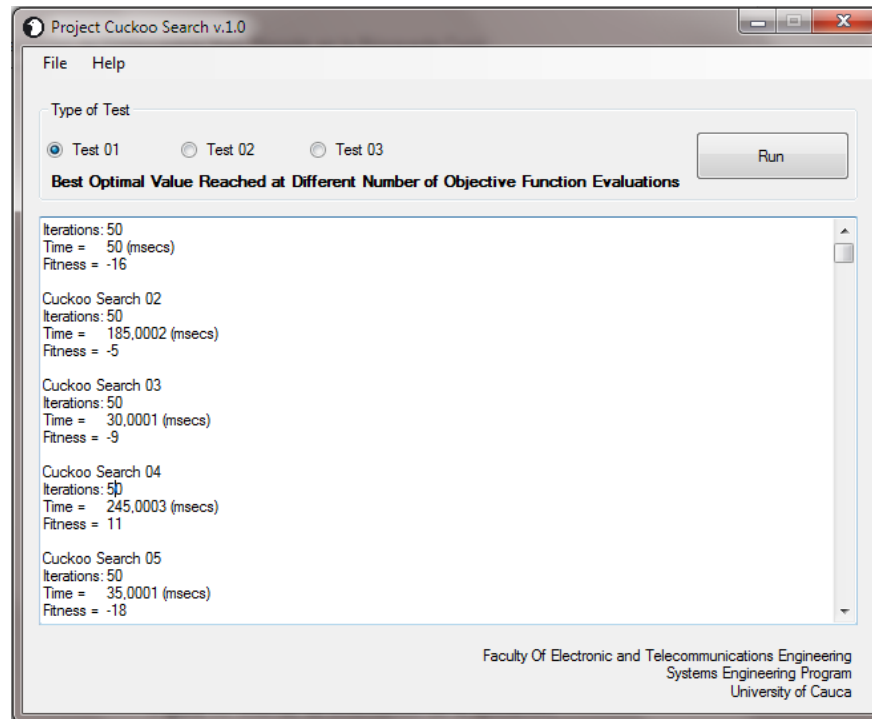 Project Cuckoo Search v.1.0
File Help
Type of Test
Test 01 Test 02 Test 03
Run
Best Optimal Value Reached at Different Number of Objective Function Evaluations
Iterations: 50
Time = 50 (msecs)
Fitness = -16
Cuckoo Search 02
Iterations: 50
Time = 185,0002 (msecs)
Fitness = -5
Cuckoo Search 03
Iterations: 50
Time = 30,0001 (msecs)
Fitness = -9
Cuckoo Search 04
Iterations: 50
Time = 245,0003 (msecs)
Fitness = 11
Cuckoo Search 05
Iterations: 50
Time = 35,0001 (msecs)
Fitness = -18
Faculty Of Electronic and Telecommunications Engineering
Systems Engineering Program
University of Cauca